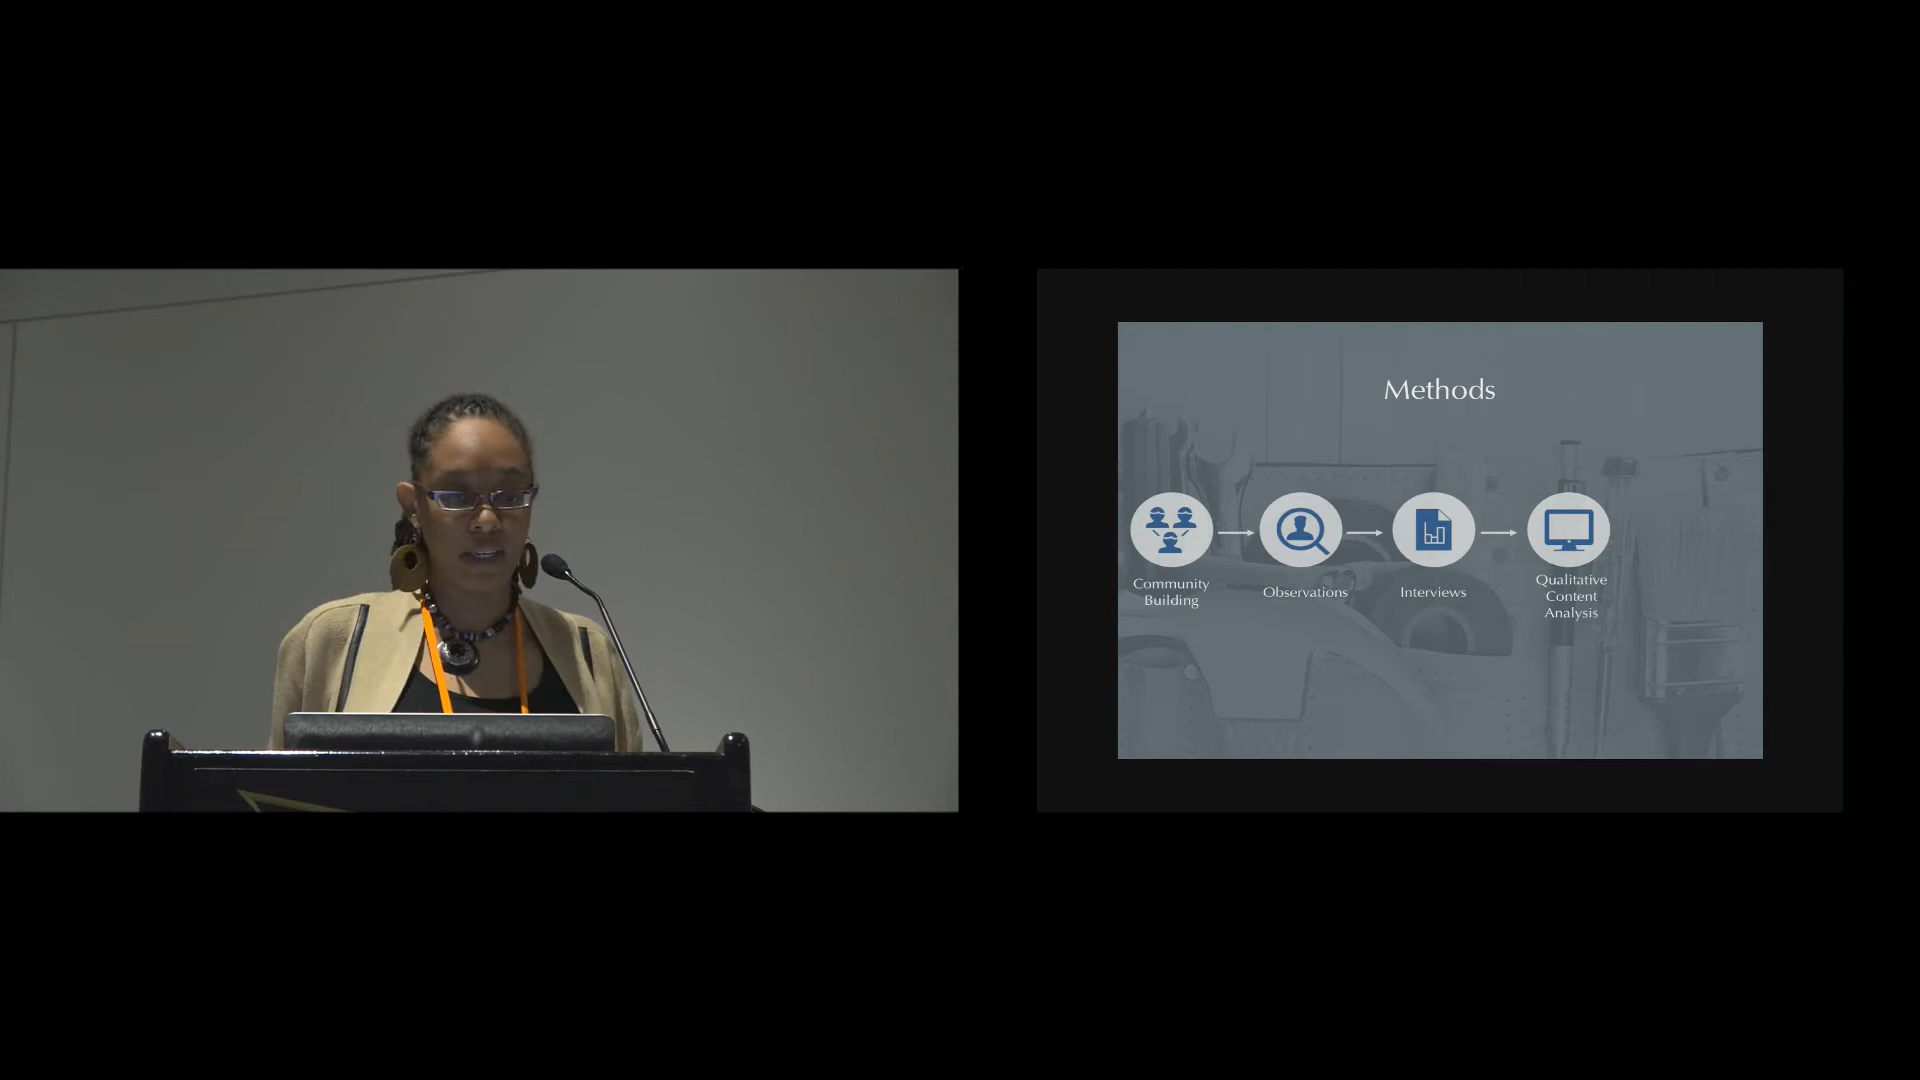 Methods
Community
Building
Observations
Interviews
Qualitative
Content
Analysis